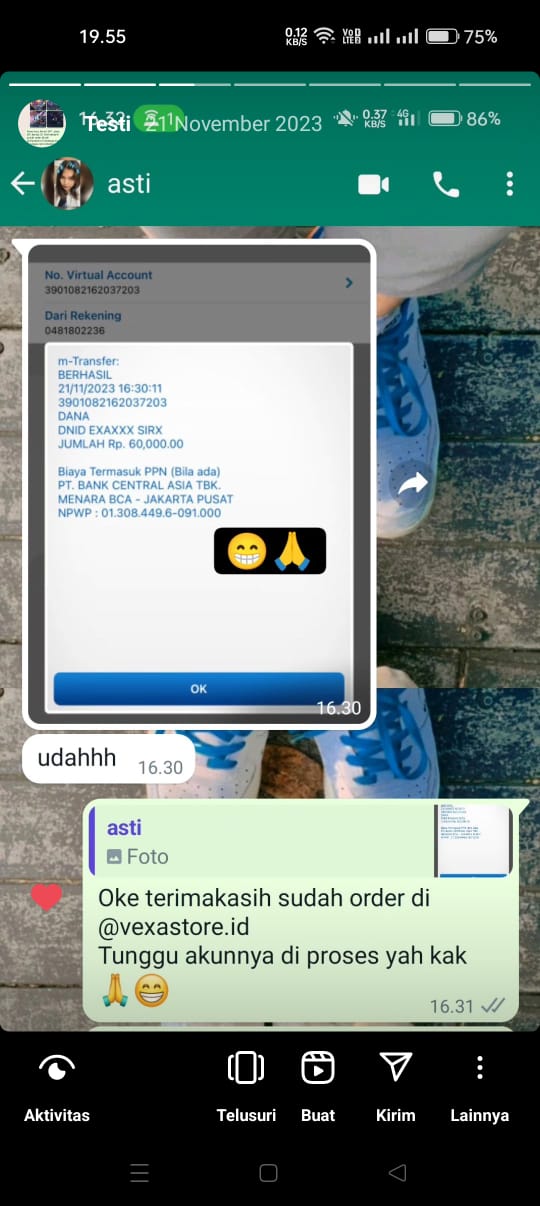 19.55
0.12 KB/S
Vo LTE
75%
16.32
1
Testi 21 November 2023
0.37 KB/S
4G
86%
asti
No. Virtual Account
3901082162037203
Dari Rekening
0481802236
m-Transfer:
BERHASIL
21/11/2023 16:30:11
3901082162037203
DANA
DNID EXAXXX SIRX
JUMLAH Rp. 60,000.00
Biaya Termasuk PPN (Bila ada)
PT. BANK CENTRAL ASIA TBK.
MENARA BCA - JAKARTA PUSAT
NPWP : 01.308.449.6-091.000
😁🙏
OK
16.30
udahhh 16.30
asti
Foto
Oke terimakasih sudah order di
@vexastore.id
Tunggu akunnya di proses yah kak
🙏😁
16.31
Aktivitas Telusuri Buat Kirim Lainnya